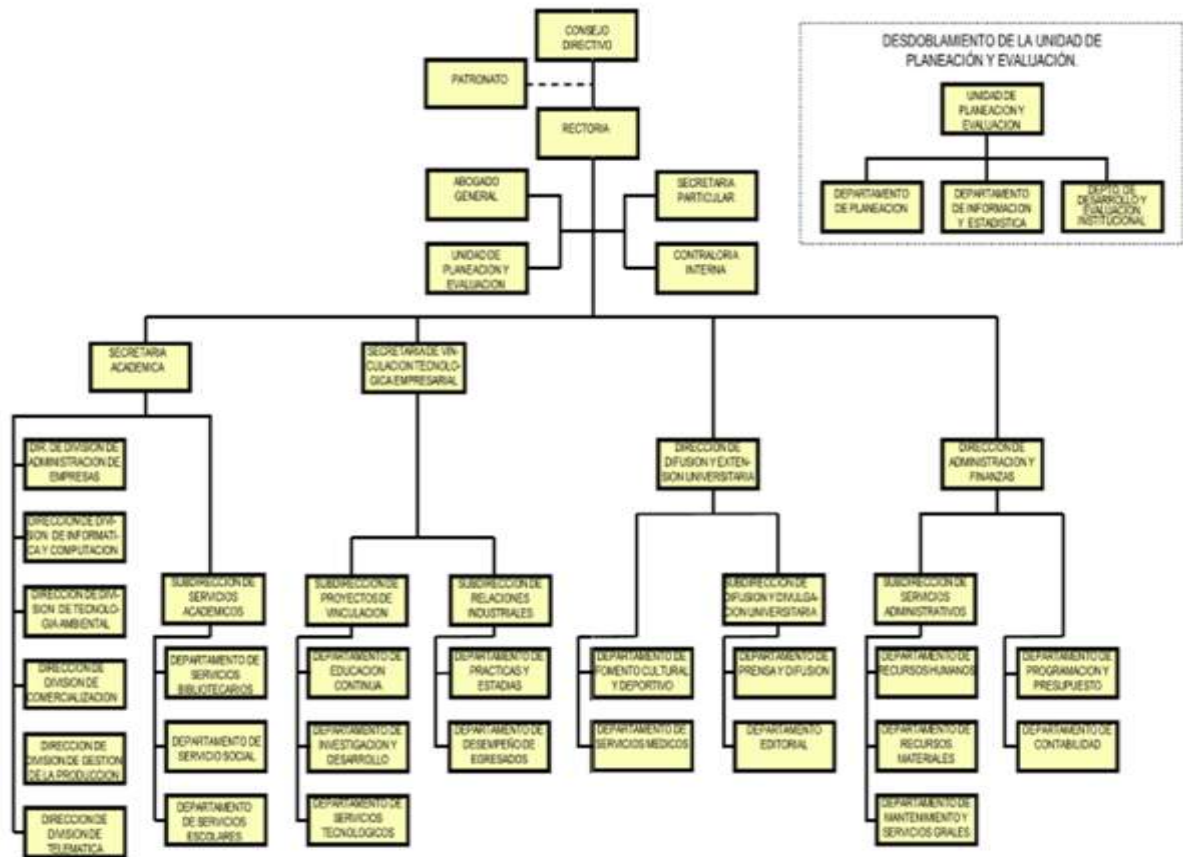 CONSEJO
DIRECTIVO
PATRONATO
RECTORIA
ABOGADO
GENERAL
SECRETARIA
PARTICULAR
UNIDAD DE
PLANEACION Y
EVALUACION
CONTRALORIA
INTERNA
DESDOBLAMIENTO DE LA UNIDAD DE
PLANEACIÓN Y EVALUACIÓN.
UNIDAD DE
PLANEACION Y
EVALUACION
DEPARTAMENTO
DE PLANEACION
DEPARTAMENTO
DE INFORMACION
Y ESTADISTICA
DEPTO. DE
DESARROLLO Y
EVALUACION
INSTITUCIONAL
SECRETARIA
ACADEMICA
SECRETARIA DE VIN-
CULACION TECNOLO-
GICA EMPRESARIAL
DIRECCION DE
DIFUSION Y EXTEN-
SION UNIVERSITARIA
DIRECCION DE
ADMINISTRACION Y
FINANZAS
DIR. DE DIVISION DE
ADMINISTRACION DE
EMPRESAS
DIRECCION DE DIVI-
SION DE INFORMATI-
CA Y COMPUTACION
DIRECCION DE DIVI-
SION DE TECNOLO-
GIA AMBIENTAL
DIRECCION DE
DIVISION DE
COMERCIALIZACION
DIRECCION DE
DIVISION DE GESTION
DE LA PRODUCCION
DIRECCION DE
DIVISION DE
TELEMATICA
SUBDIRECCION DE
SERVICIOS
ACADEMICOS
DEPARTAMENTO DE
SERVICIOS
BIBLIOTECARIOS
DEPARTAMENTO DE
SERVICIO SOCIAL
DEPARTAMENTO
DE SERVICIOS
ESCOLARES
SUBDIRECCION DE
PROYECTOS DE
VINCULACION
DEPARTAMENTO DE
EDUCACION
CONTINUA
DEPARTAMENTO DE
INVESTIGACION Y
DESARROLLO
DEPARTAMENTO DE
SERVICIOS
TECNOLOGICOS
SUBDIRECCION DE
RELACIONES
INDUSTRIALES
DEPARTAMENTO DE
PRACTICAS Y
ESTADIAS
DEPARTAMENTO DE
DESEMPEÑO DE
EGRESADOS
DEPARTAMENTO DE
FOMENTO CULTURAL
Y DEPORTIVO
DEPARTAMENTO DE
SERVICIOS MEDICOS
SUBDIRECCION DE
DIFUSION Y DIVULGA-
CION UNIVERSITARIA
DEPARTAMENTO DE
PRENSA Y DIFUSION
DEPARTAMENTO
EDITORIAL
SUBDIRECCION DE
SERVICIOS
ADMINISTRATIVOS
DEPARTAMENTO DE
RECURSOS HUMANOS
DEPARTAMENTO DE
RECURSOS
MATERIALES
DEPARTAMENTO DE
MANTENIMIENTO Y
SERVICIOS GRALES
DEPARTAMENTO DE
PROGRAMACION Y
PRESUPUESTO
DEPARTAMENTO DE
CONTABILIDAD